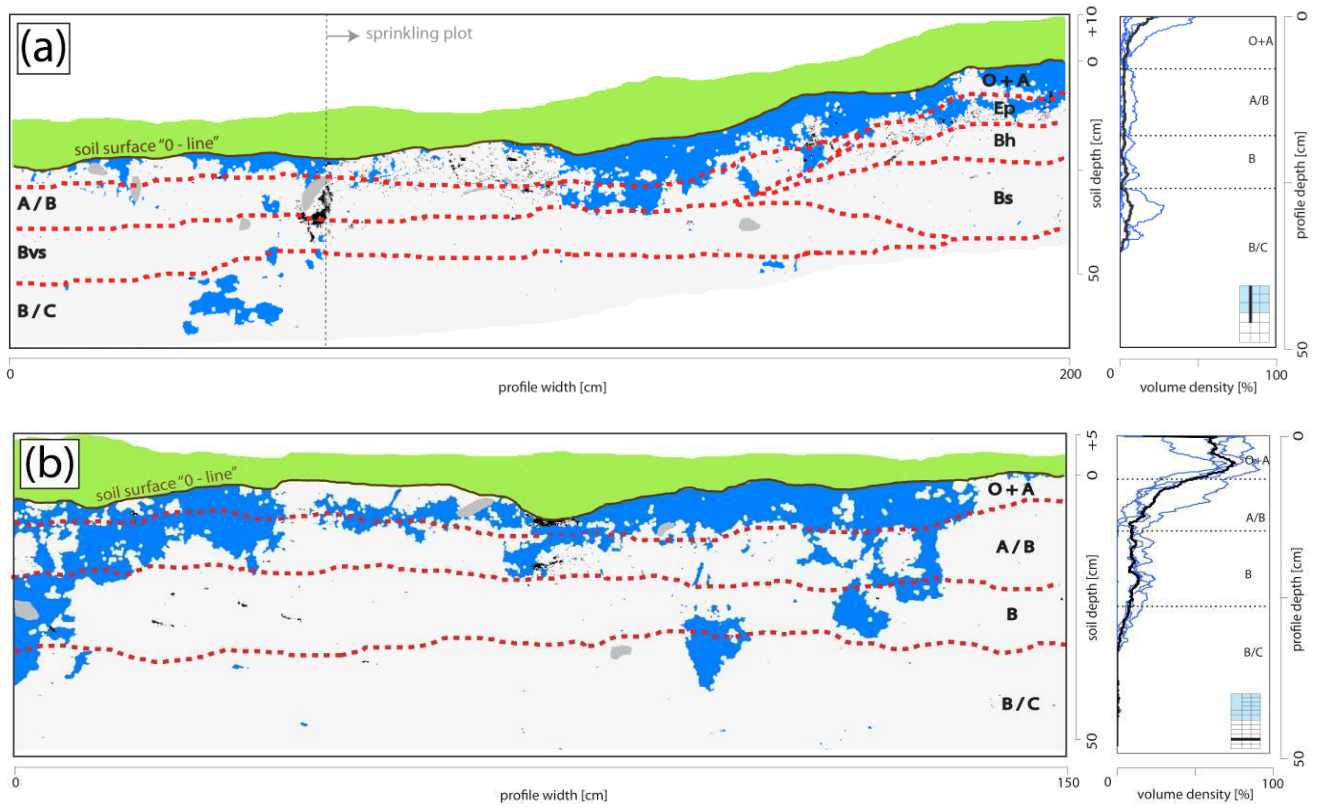 (a)
sprinkling plot
soil surface "0 - line"
O + A
Ep
Bh
Bs
A / B
Bvs
B / C
+10
0
50
soil depth [cm]
0
200
profile width [cm]
O+A
A/B
B
B/C
0
50
profile depth [cm]
0
100
volume density [%]
(b)
soil surface "0 - line"
O + A
A / B
B
B / C
+5
0
50
soil depth [cm]
0
150
profile width [cm]
O+A
A/B
B
B/C
0
50
profile depth [cm]
0
100
volume density [%]